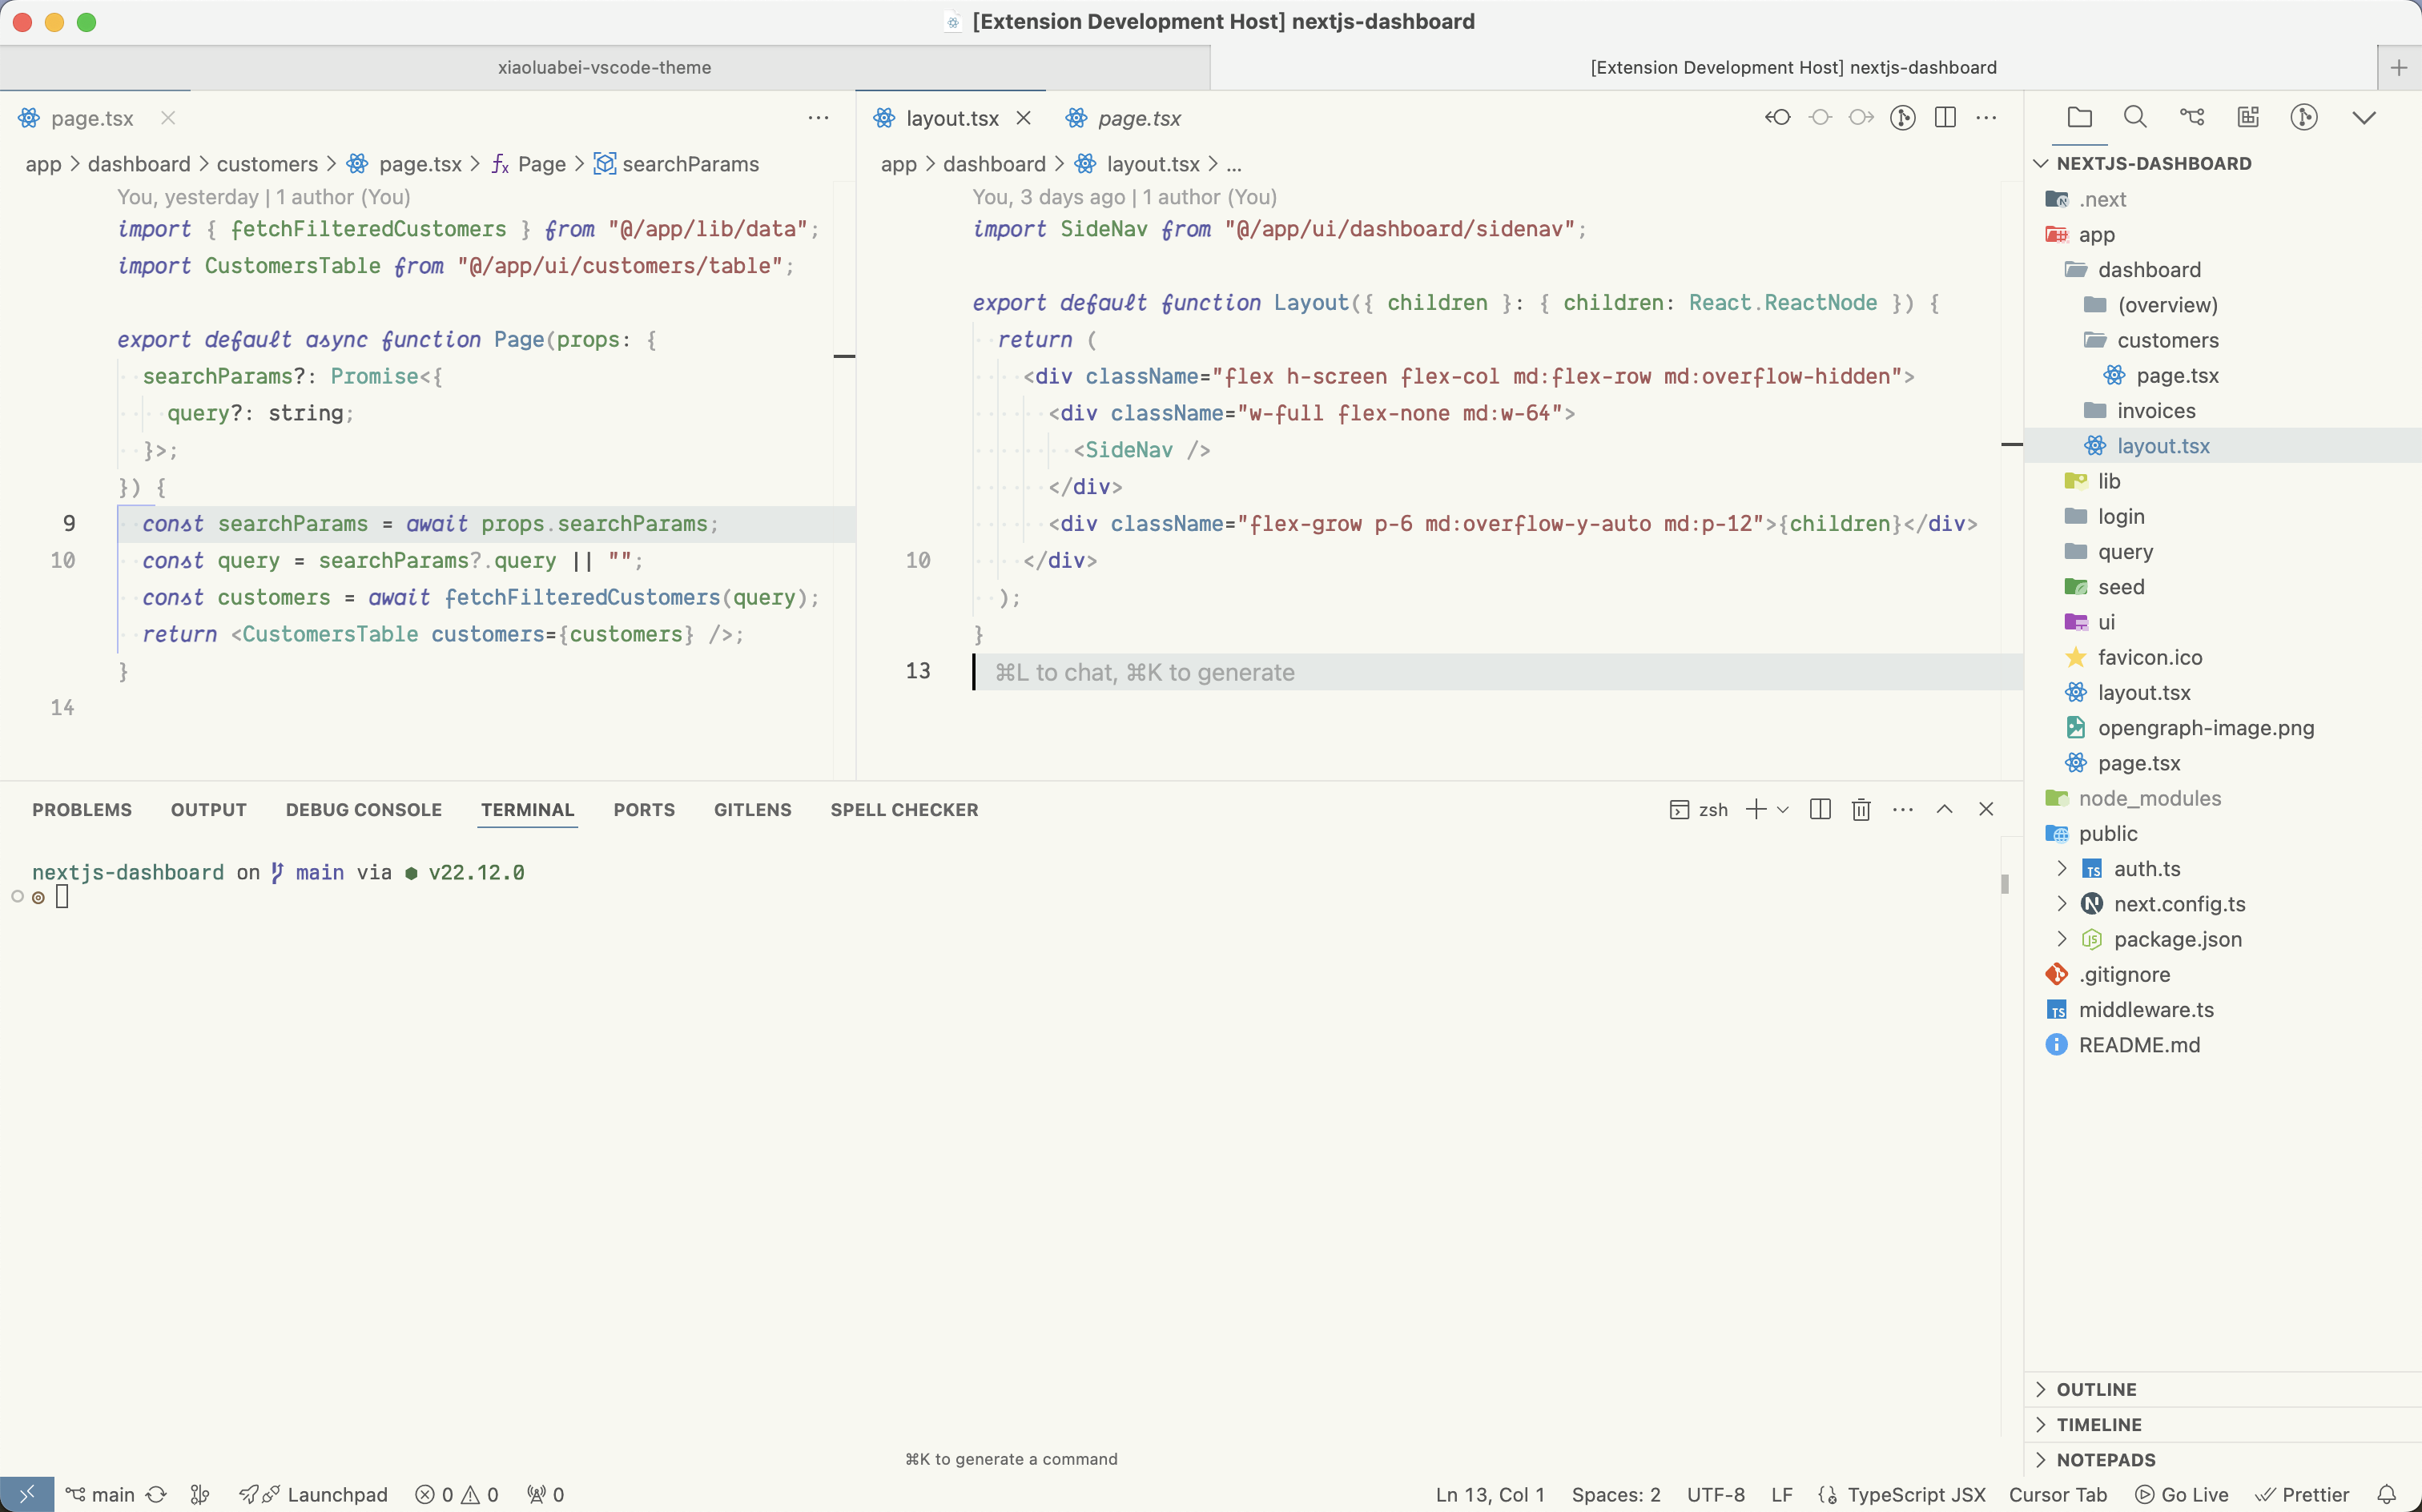 [Extension Development Host] nextjs-dashboard
xiaoluabei-vscode-theme
[Extension Development Host] nextjs-dashboard
page.tsx
app > dashboard > customers > page.tsx > Page > searchParams
You, yesterday | 1 author (You)
import { fetchFilteredCustomers } from "@/app/lib/data";
import CustomersTable from "@/app/ui/customers/table";
export default async function Page(props: {
searchParams?: Promise<{
query?: string;
}>;
}) {
9 const searchParams = await props.searchParams;
10 const query = searchParams?.query || "";
const customers = await fetchFilteredCustomers(query);
return <CustomersTable customers={customers} />;
}
14
layout.tsx
page.tsx
app > dashboard > layout.tsx > ...
You, 3 days ago | 1 author (You)
import SideNav from "@/app/ui/dashboard/sidenav";
export default function Layout({ children }: { children: React.ReactNode }) {
return (
<div className="flex h-screen flex-col md:flex-row md:overflow-hidden">
<div className="w-full flex-none md:w-64">
<SideNav />
</div>
<div className="flex-grow p-6 md:overflow-y-auto md:p-12">{children}</div>
10 </div>
);
}
13 ⌘L to chat, ⌘K to generate
PROBLEMS OUTPUT DEBUG CONSOLE TERMINAL PORTS GITLENS SPELL CHECKER
zsh
nextjs-dashboard on main via v22.12.0
⌘K to generate a command
NEXTJS-DASHBOARD
.next
app
dashboard
(overview)
customers
page.tsx
invoices
layout.tsx
lib
login
query
seed
ui
favicon.ico
layout.tsx
opengraph-image.png
page.tsx
node_modules
public
auth.ts
next.config.ts
package.json
.gitignore
middleware.ts
README.md
OUTLINE
TIMELINE
NOTEPADS
main Launchpad 0 0 0
Ln 13, Col 1 Spaces: 2 UTF-8 LF TypeScript JSX Cursor Tab Go Live Prettier